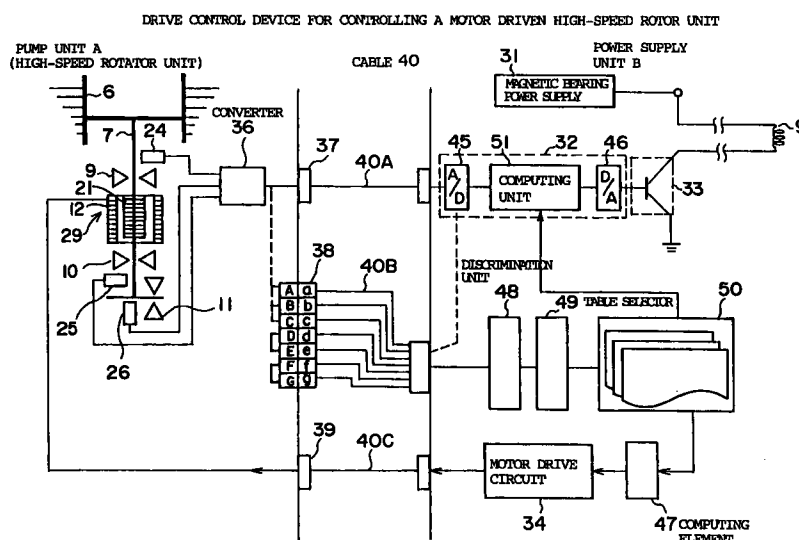 DRIVE CONTROL DEVICE FOR CONTROLLING A MOTOR DRIVEN HIGH-SPEED ROTOR UNIT
PUMP UNIT A
(HIGH-SPEED ROTATOR UNIT)
CABLE 40
POWER SUPPLY
UNIT B
31
MAGNETIC BEARING
POWER SUPPLY
6
7
24
CONVERTER
36
37
40A
45
51
32
46
9
A/D
COMPUTING
UNIT
D/A
33
9
21
12
29
10
25
26
11
38
40B
DISCRIMINATION
UNIT
48
49
TABLE SELECTOR
50
A a
B b
C c
D d
E e
F f
G g
39
40C
MOTOR DRIVE
CIRCUIT
34
47
COMPUTING
ELEMENT